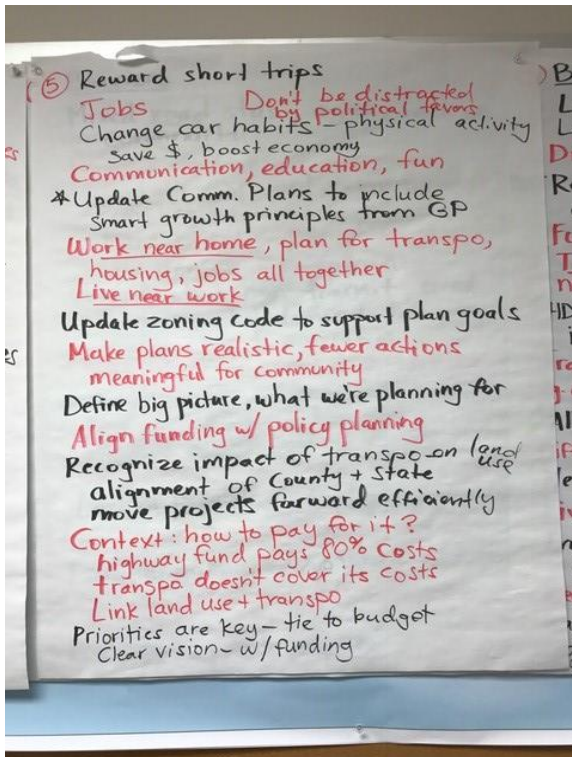 ⑤ Reward short trips
Jobs Don't be distracted
by political favors
Change car habits – physical activity
save $, boost economy
Communication, education, fun
* Update Comm. Plans to include
smart growth principles from GP
Work near home, plan for transpo,
housing, jobs all together
Live near work
Update zoning code to support plan goals
Make plans realistic, fewer actions
meaningful for community
Define big picture, what we're planning for
Align funding w/ policy planning
Recognize impact of transpo on land
use
alignment of County + State
move projects forward efficiently
Context: how to pay for it?
highway fund pays 80% costs
transpo doesn't cover its costs
Link land use + transpo
Priorities are key – tie to budget
Clear vision – w/ funding